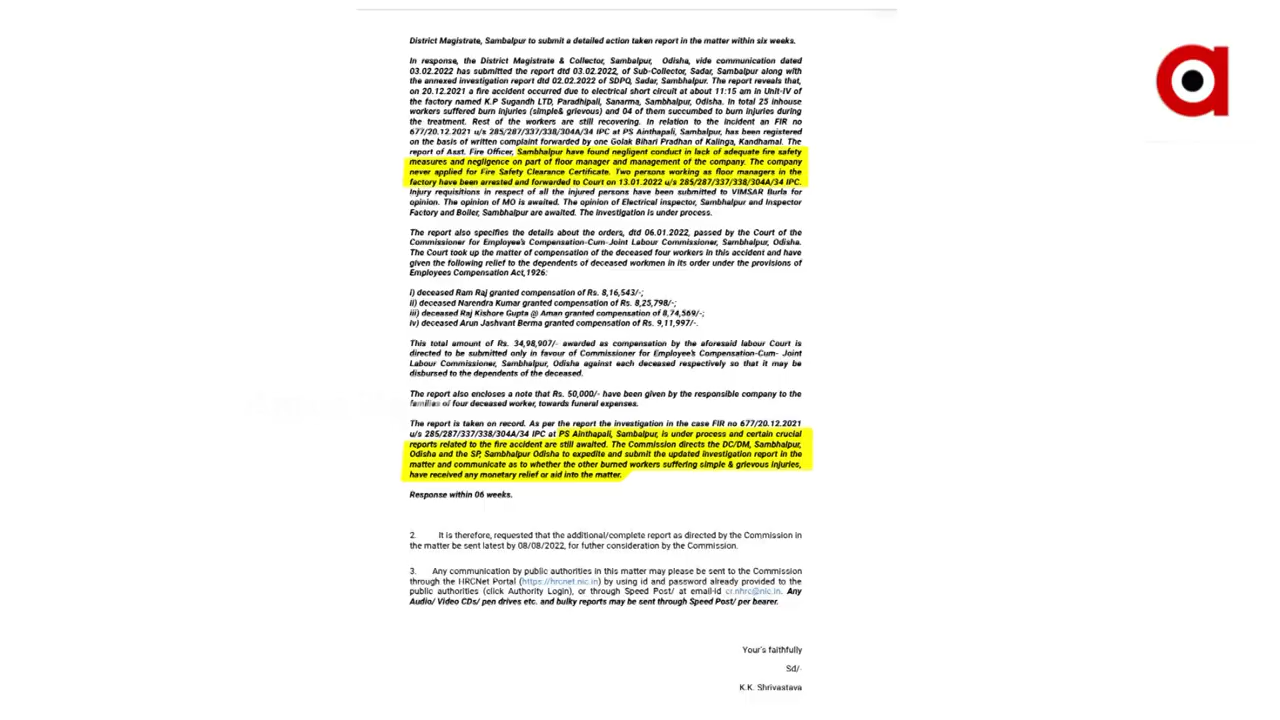 District Magistrate, Sambalpur to submit a detailed action taken report in the matter within six weeks.
In response, the District Magistrate & Collector, Sambalpur, Odisha, vide communication dated
03.02.2022 has submitted the report dtd 03.02.2022, of Sub-Collector, Sadar, Sambalpur along with
the annexed investigation report dtd 02.02.2022 of SDPO, Sadar, Sambhalpur. The report reveals that,
on 20.12.2021 a fire accident occurred due to electrical short circuit at about 11:15 am in Unit-IV of
the factory named K.P Sugandh LTD, Paradhipali, Sanarma, Sambhalpur, Odisha. In total 25 inhouse
workers suffered burn injuries (simple& grievous) and 04 of them succumbed to burn injuries during
the treatment. Rest of the workers are still recovering. In relation to the incident an FIR no
677/20.12.2021 u/s 285/287/337/338/304A/34 IPC at PS Ainthapali, Sambalpur, has been registered
on the basis of written complaint forwarded by one Golak Bihari Pradhan of Kalinga, Kandhamal. The
report of Asst. Fire Officer, Sambhalpur have found negligent conduct in lack of adequate fire safety
measures and negligence on part of floor manager and management of the company. The company
never applied for Fire Safety Clearance Certificate. Two persons working as floor managers in the
factory have been arrested and forwarded to Court on 13.01.2022 u/s 285/287/337/338/304A/34 IPC.
Injury requisitions in respect of all the injured persons have been submitted to VIMSAR Burla for
opinion. The opinion of MO is awaited. The opinion of Electrical inspector, Sambhalpur and Inspector
Factory and Boiler, Sambhalpur are awaited. The investigation is under process.
The report also specifies the details about the orders, dtd 06.01.2022, passed by the Court of the
Commissioner for Employee's Compensation-Cum-Joint Labour Commissioner, Sambhalpur, Odisha.
The Court took up the matter of compensation of the deceased four workers in this accident and have
given the following relief to the dependents of deceased workmen in its order under the provisions of
Employees Compensation Act,1926:
i) deceased Ram Raj granted compensation of Rs. 8,16,543/-;
ii) deceased Narendra Kumar granted compensation of Rs. 8,25,798/-;
iii) deceased Raj Kishore Gupta @ Aman granted compensation of 8,74,569/-;
iv) deceased Arun Jashvant Berma granted compensation of Rs. 9,11,997/-.
This total amount of Rs. 34,98,907/- awarded as compensation by the aforesaid labour Court is
directed to be submitted only in favour of Commissioner for Employee's Compensation-Cum- Joint
Labour Commissioner, Sambalpur, Odisha against each deceased respectively so that it may be
disbursed to the dependents of the deceased.
The report also encloses a note that Rs. 50,000/- have been given by the responsible company to the
families of four deceased worker, towards funeral expenses.
The report is taken on record. As per the report the investigation in the case FIR no 677/20.12.2021
u/s 285/287/337/338/304A/34 IPC at PS Ainthapali, Sambalpur, is under process and certain crucial
reports related to the fire accident are still awaited. The Commission directs the DC/DM, Sambalpur,
Odisha and the SP, Sambalpur Odisha to expedite and submit the updated investigation report in the
matter and communicate as to whether the other burned workers suffering simple & grievous injuries,
have received any monetary relief or aid into the matter.
Response within 06 weeks.
2. It is therefore, requested that the additional/complete report as directed by the Commission in
the matter be sent latest by 08/08/2022, for futher consideration by the Commission.
3. Any communication by public authorities in this matter may please be sent to the Commission
through the HRCNet Portal (https://hrcnet.nic.in) by using id and password already provided to the
public authorities (click Authority Login), or through Speed Post/ at email-id cr.nhrc@nic.in. Any
Audio/ Video CDs/ pen drives etc. and bulky reports may be sent through Speed Post/ per bearer.
Your's faithfully
Sd/-
K.K. Shrivastava